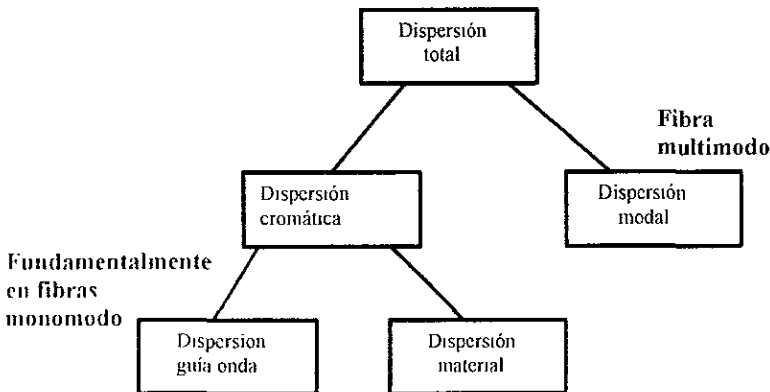 Dispersión
total
Fibra
multimodo
Dispersión
cromática
Dispersión
modal
Fundamentalmente
en fibras
monomodo
Dispersion
guía onda
Dispersión
material